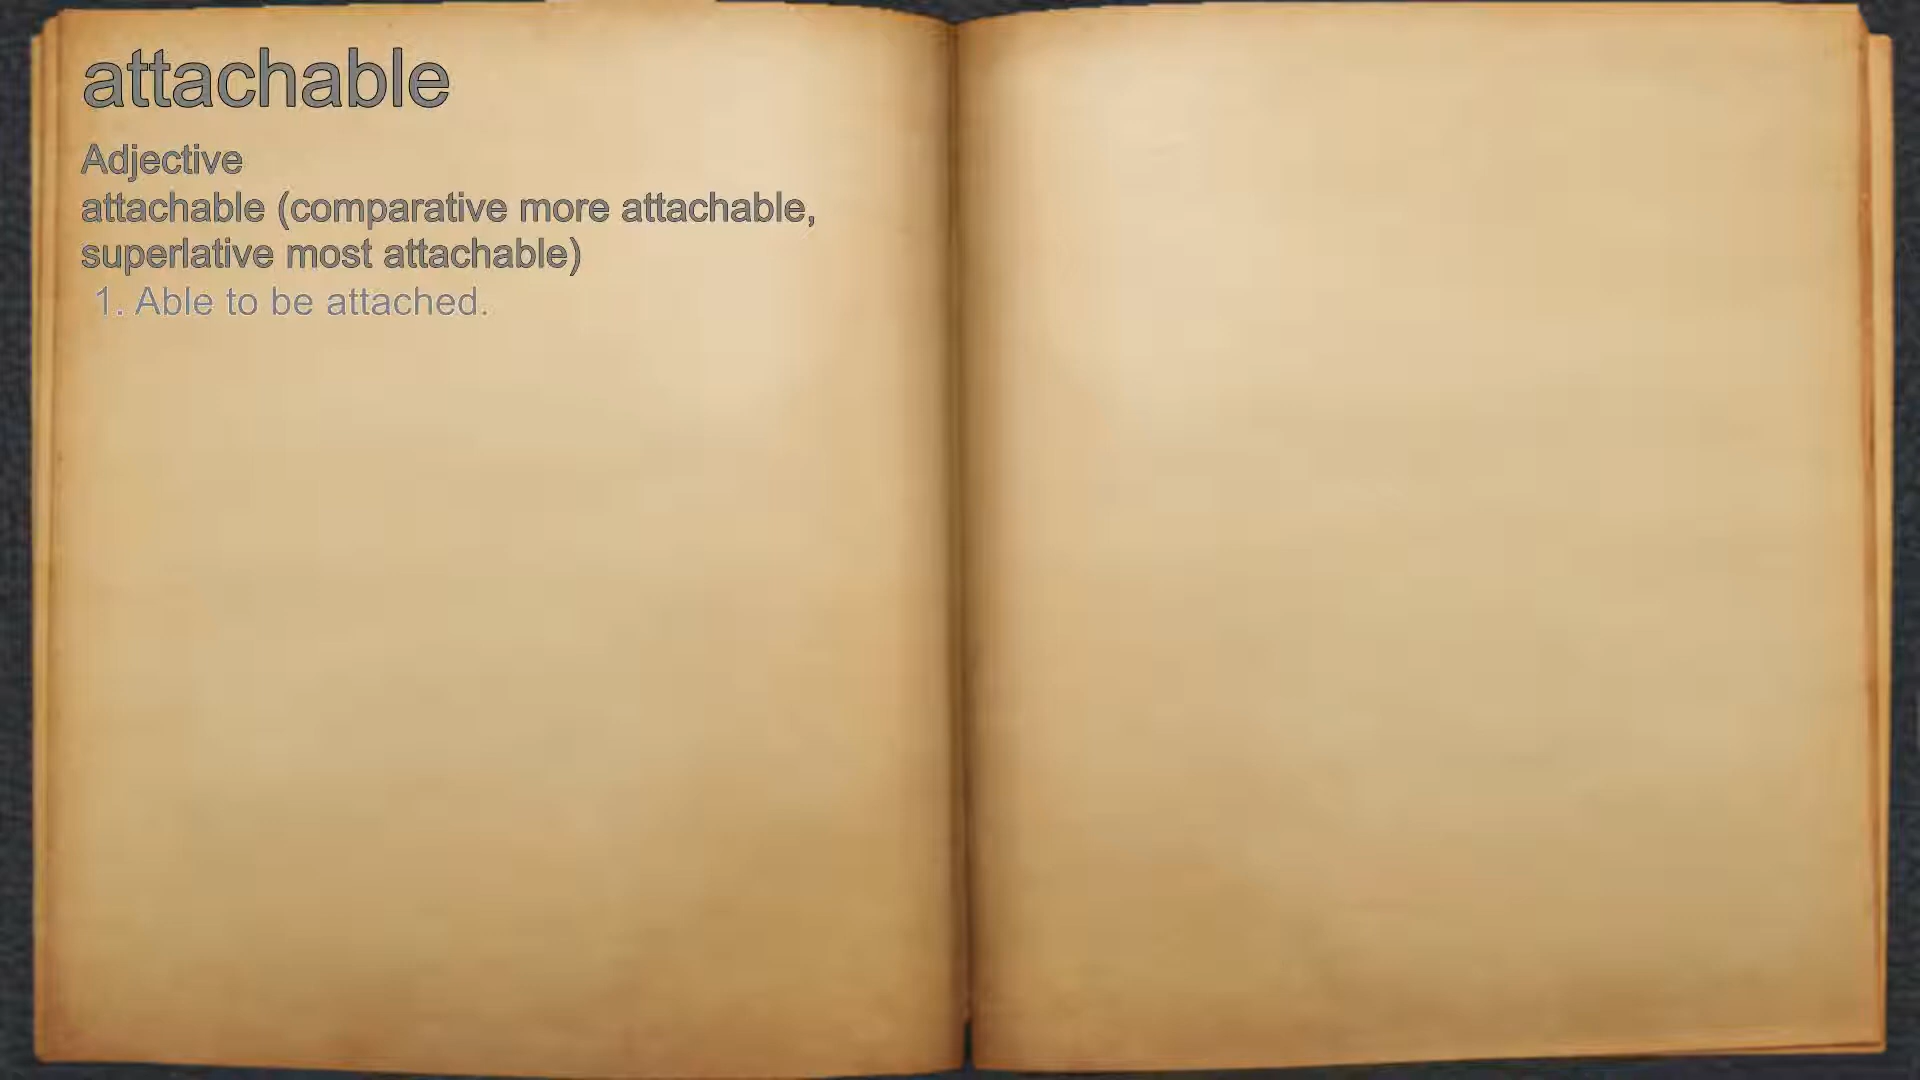 attachable
Adjective
attachable (comparative more attachable,
superlative most attachable)
1. Able to be attached.